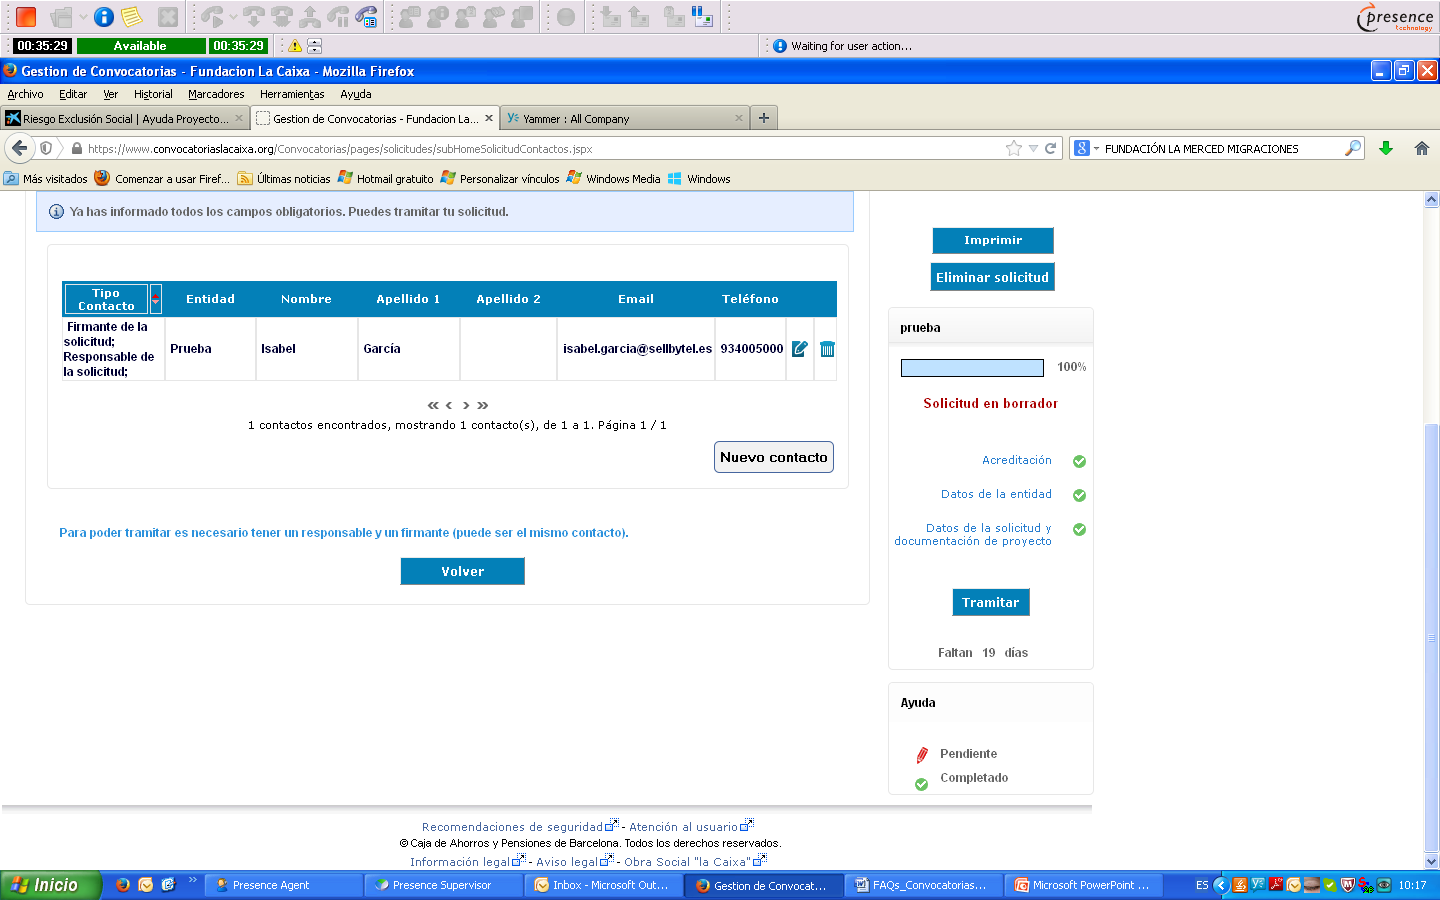 presence
technology
00:35:29 Available 00:35:29 Waiting for user action...
Gestion de Convocatorias - Fundacion La Caixa - Mozilla Firefox
Archivo Editar Ver Historial Marcadores Herramientas Ayuda
Riesgo Exclusión Social | Ayuda Proyecto... Gestion de Convocatorias - Fundacion La... Yammer : All Company
https://www.convocatoriaslacaixa.org/Convocatorias/pages/solicitudes/subHomeSolicitudContactos.jspx FUNDACIÓN LA MERCED MIGRACIONES
Más visitados Comenzar a usar Firef... Últimas noticias Hotmail gratuito Personalizar vínculos Windows Media Windows
Ya has informado todos los campos obligatorios. Puedes tramitar tu solicitud.
Tipo Contacto Entidad Nombre Apellido 1 Apellido 2 Email Teléfono
Firmante de la
solicitud;
Responsable de
la solicitud;
Prueba Isabel García isabel.garcia@sellbytel.es 934005000
« ‹ › »
1 contactos encontrados, mostrando 1 contacto(s), de 1 a 1. Página 1 / 1
Nuevo contacto
Para poder tramitar es necesario tener un responsable y un firmante (puede ser el mismo contacto).
Volver
Imprimir
Eliminar solicitud
prueba
100%
Solicitud en borrador
Acreditación
Datos de la entidad
Datos de la solicitud y
documentación de proyecto
Tramitar
Faltan 19 días
Ayuda
Pendiente
Completado
Recomendaciones de seguridad - Atención al usuario
© Caja de Ahorros y Pensiones de Barcelona. Todos los derechos reservados.
Información legal - Aviso legal - Obra Social "la Caixa"
Inicio Presence Agent Presence Supervisor Inbox - Microsoft Out... Gestion de Convocat... FAQs_Convocatorias... Microsoft PowerPoint ... ES 10:17